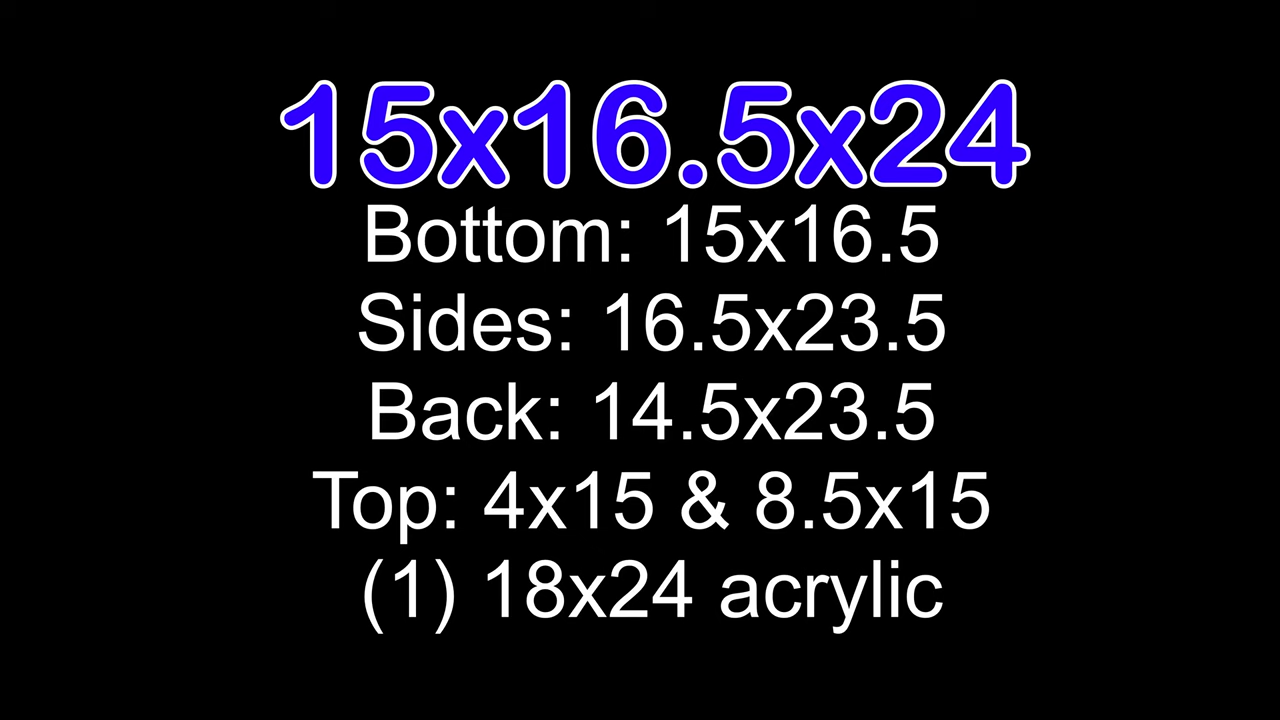 15x16.5x24
Bottom: 15x16.5
Sides: 16.5x23.5
Back: 14.5x23.5
Top: 4x15 & 8.5x15
(1) 18x24 acrylic